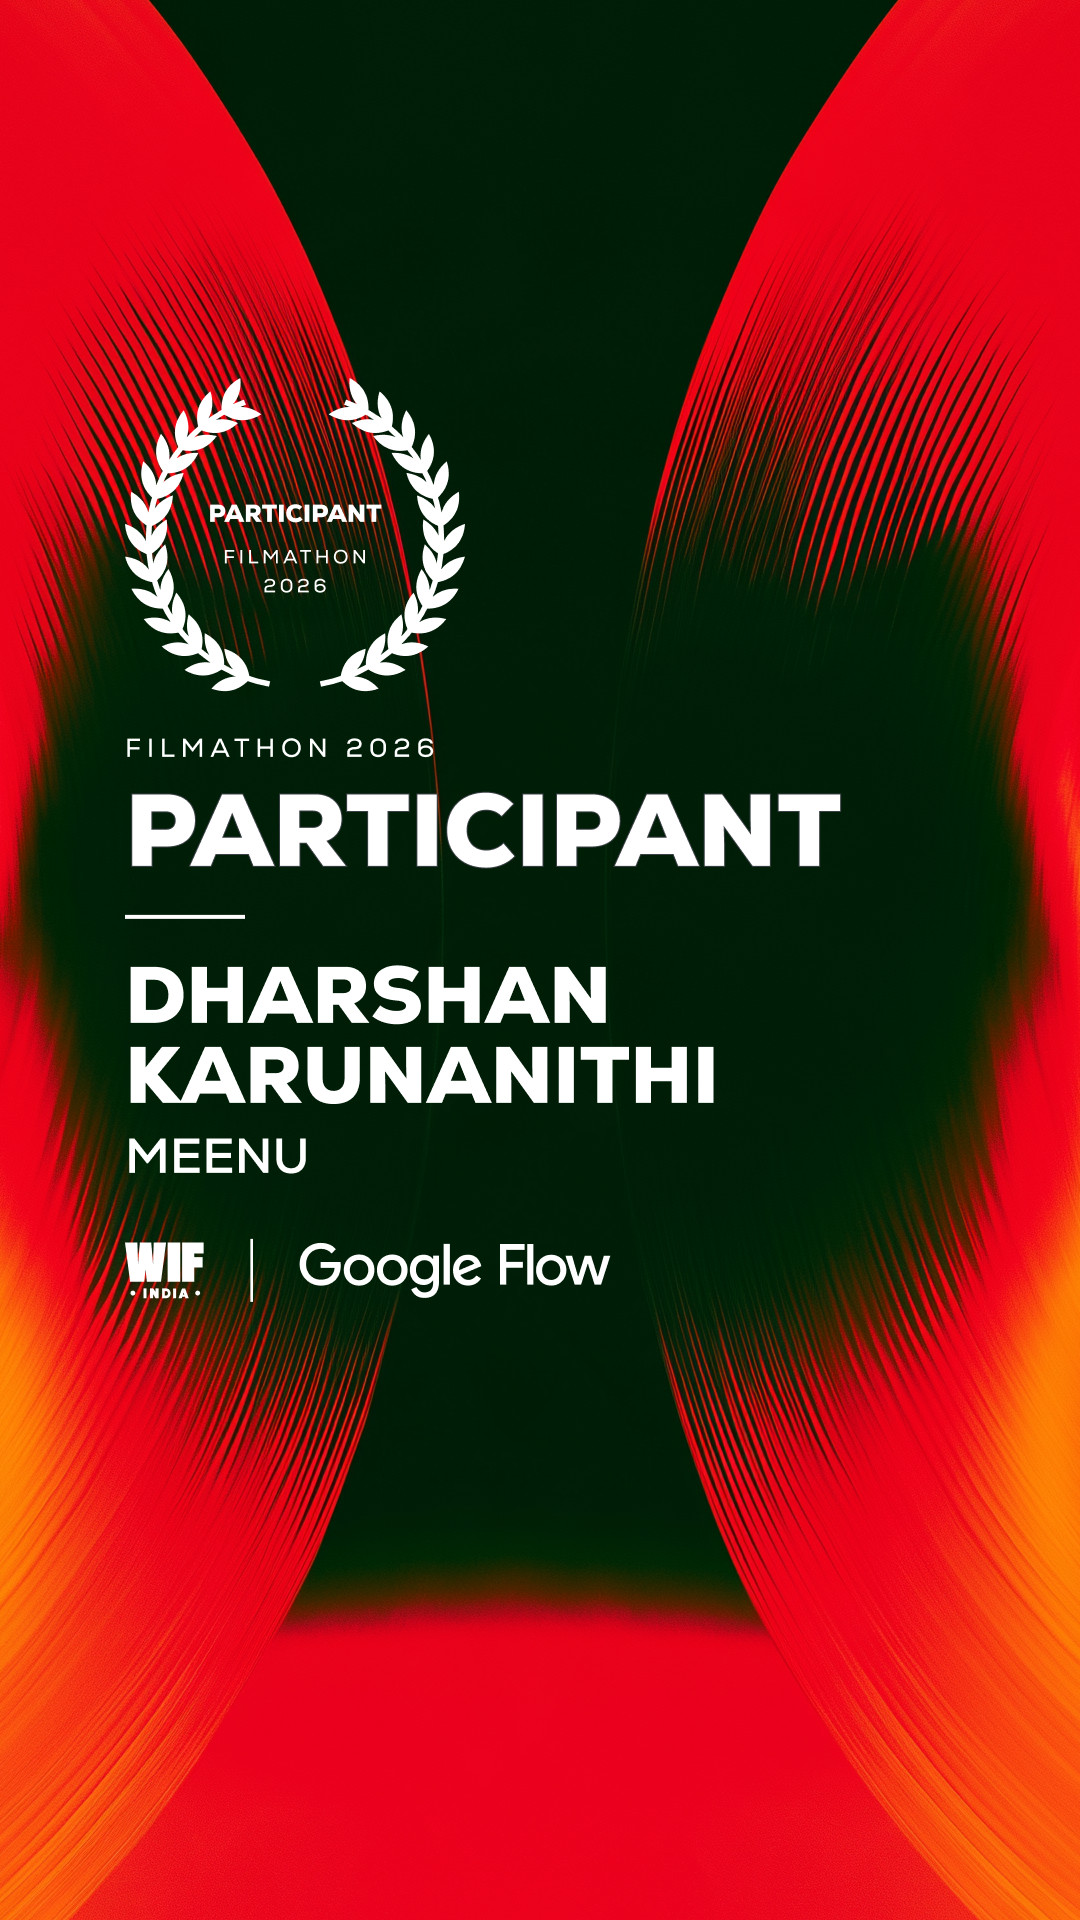 PARTICIPANT
FILMATHON
2026
FILMATHON 2026
PARTICIPANT
DHARSHAN
KARUNANITHI
MEENU
WIF
• INDIA •
Google Flow